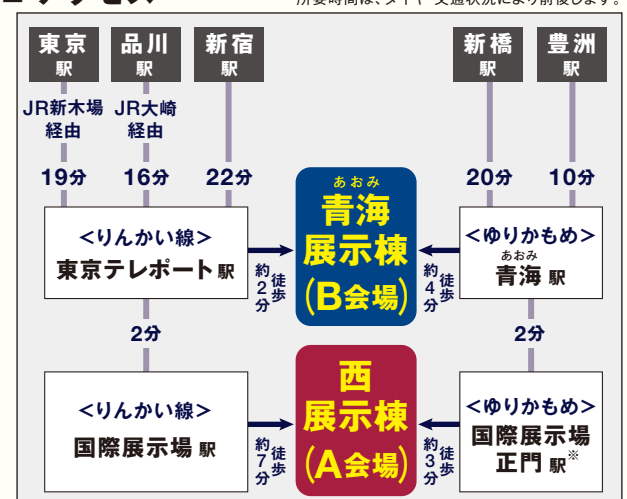 アクセス
所要時間は、ダイヤ・交通状況により前後します。
東京
駅
品川
駅
新宿
駅
新橋
駅
豊洲
駅
JR新木場
経由
JR大崎
経由
19分
16分
22分
20分
10分
<りんかい線>
東京テレポート駅
徒歩
約2分
あおみ
青海
展示棟
(B会場)
徒歩
約4分
<ゆりかもめ>
あおみ
青海 駅
2分
2分
<りんかい線>
国際展示場 駅
徒歩
約7分
西
展示棟
(A会場)
徒歩
約3分
<ゆりかもめ>
国際展示場
正門 駅※